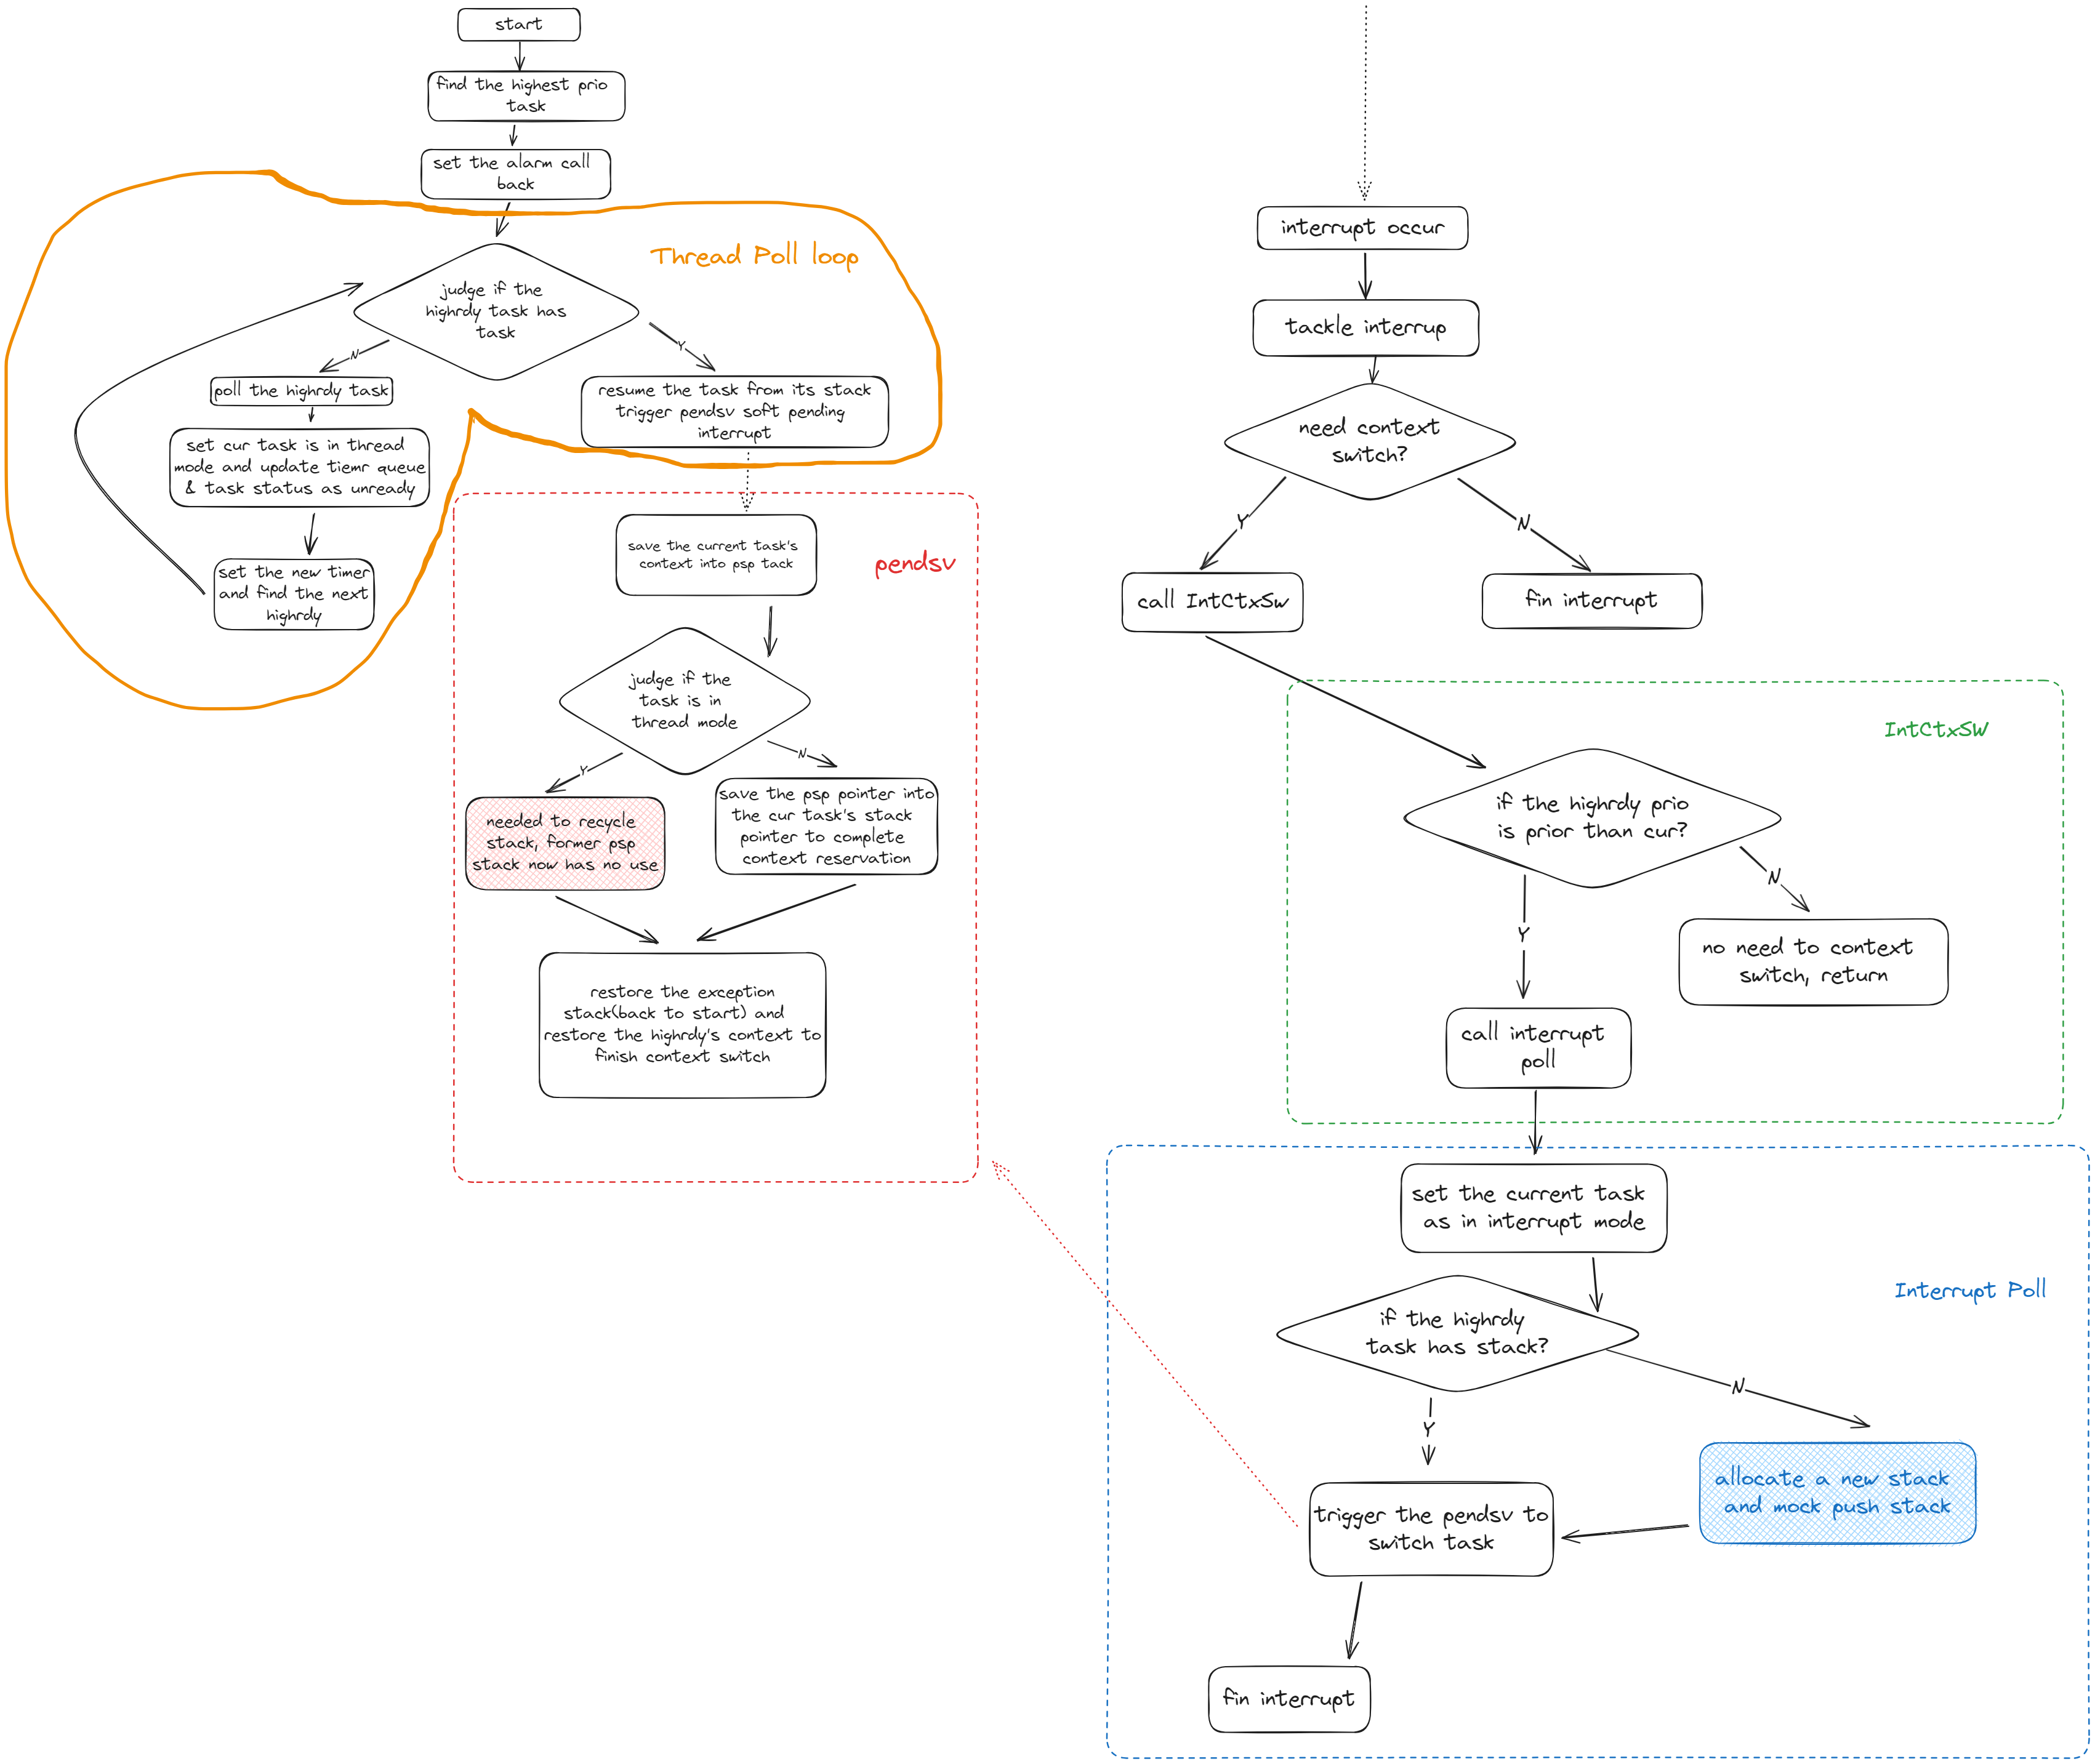 start
find the highest prio
task
set the alarm call
back
Thread Poll loop
judge if the
highrdy task has
task
N
Y
poll the highrdy task
resume the task from its stack
trigger pendsv soft pending
interrupt
set cur task is in thread
mode and update tiemr queue
& task status as unready
set the new timer
and find the next
highrdy
pendsv
save the current task's
context into psp tack
judge if the
task is in
thread mode
Y
N
needed to recycle
stack, former psp
stack now has no use
save the psp pointer into
the cur task's stack
pointer to complete
context reservation
restore the exception
stack(back to start) and
restore the highrdy's context to
finish context switch
interrupt occur
tackle interrup
need context
switch?
Y
N
call IntCtxSw
fin interrupt
IntCtxSW
if the highrdy prio
is prior than cur?
N
Y
no need to context
switch, return
call interrupt
poll
set the current task
as in interrupt mode
Interrupt Poll
if the highrdy
task has stack?
N
Y
allocate a new stack
and mock push stack
trigger the pendsv to
switch task
fin interrupt